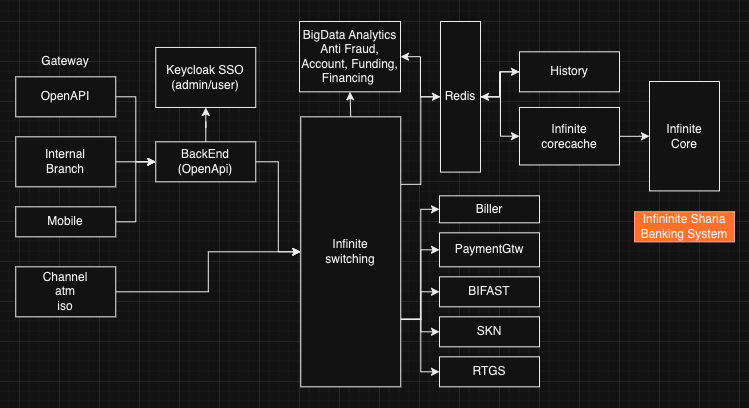 Gateway
OpenAPI
Internal
Branch
Mobile
Channel
atm
iso
Keycloak SSO
(admin/user)
BackEnd
(OpenApi)
BigData Analytics
Anti Fraud,
Account, Funding,
Financing
Infinite
switching
Redis
History
Infinite
corecache
Infinite
Core
Infininite Sharia
Banking System
Biller
PaymentGtw
BIFAST
SKN
RTGS